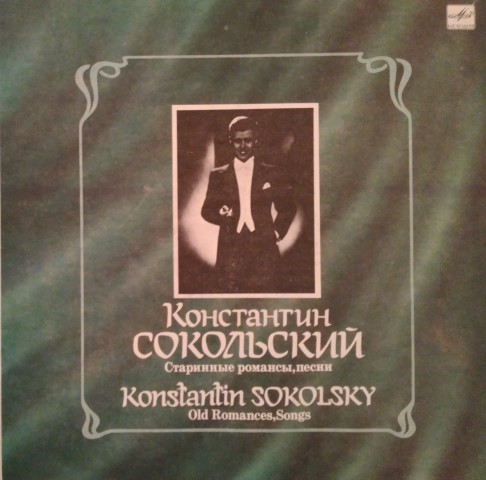 Константин
СОКОЛЬСКИЙ
Старинные романсы,песни
Konstantin SOKOLSKY
Old Romances,Songs